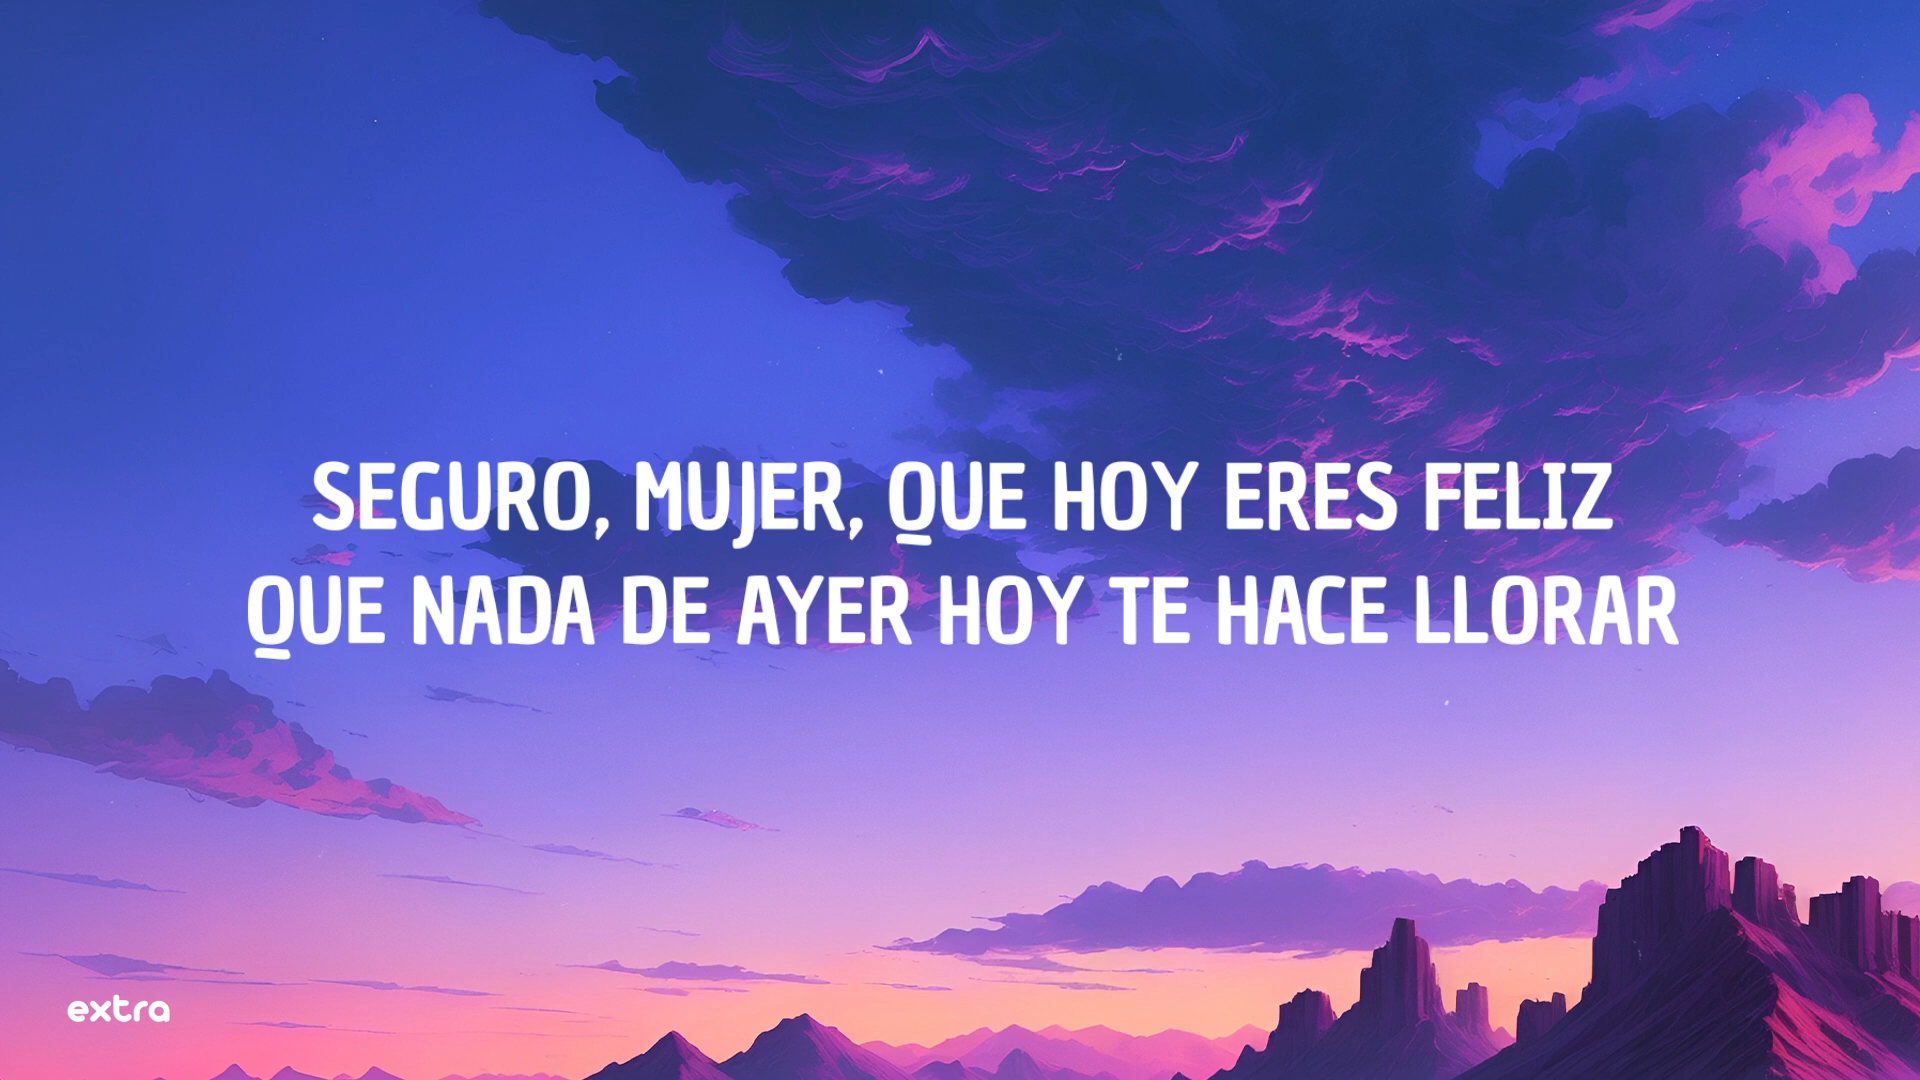 SEGURO, MUJER, QUE HOY ERES FELIZ
QUE NADA DE AYER HOY TE HACE LLORAR
extra